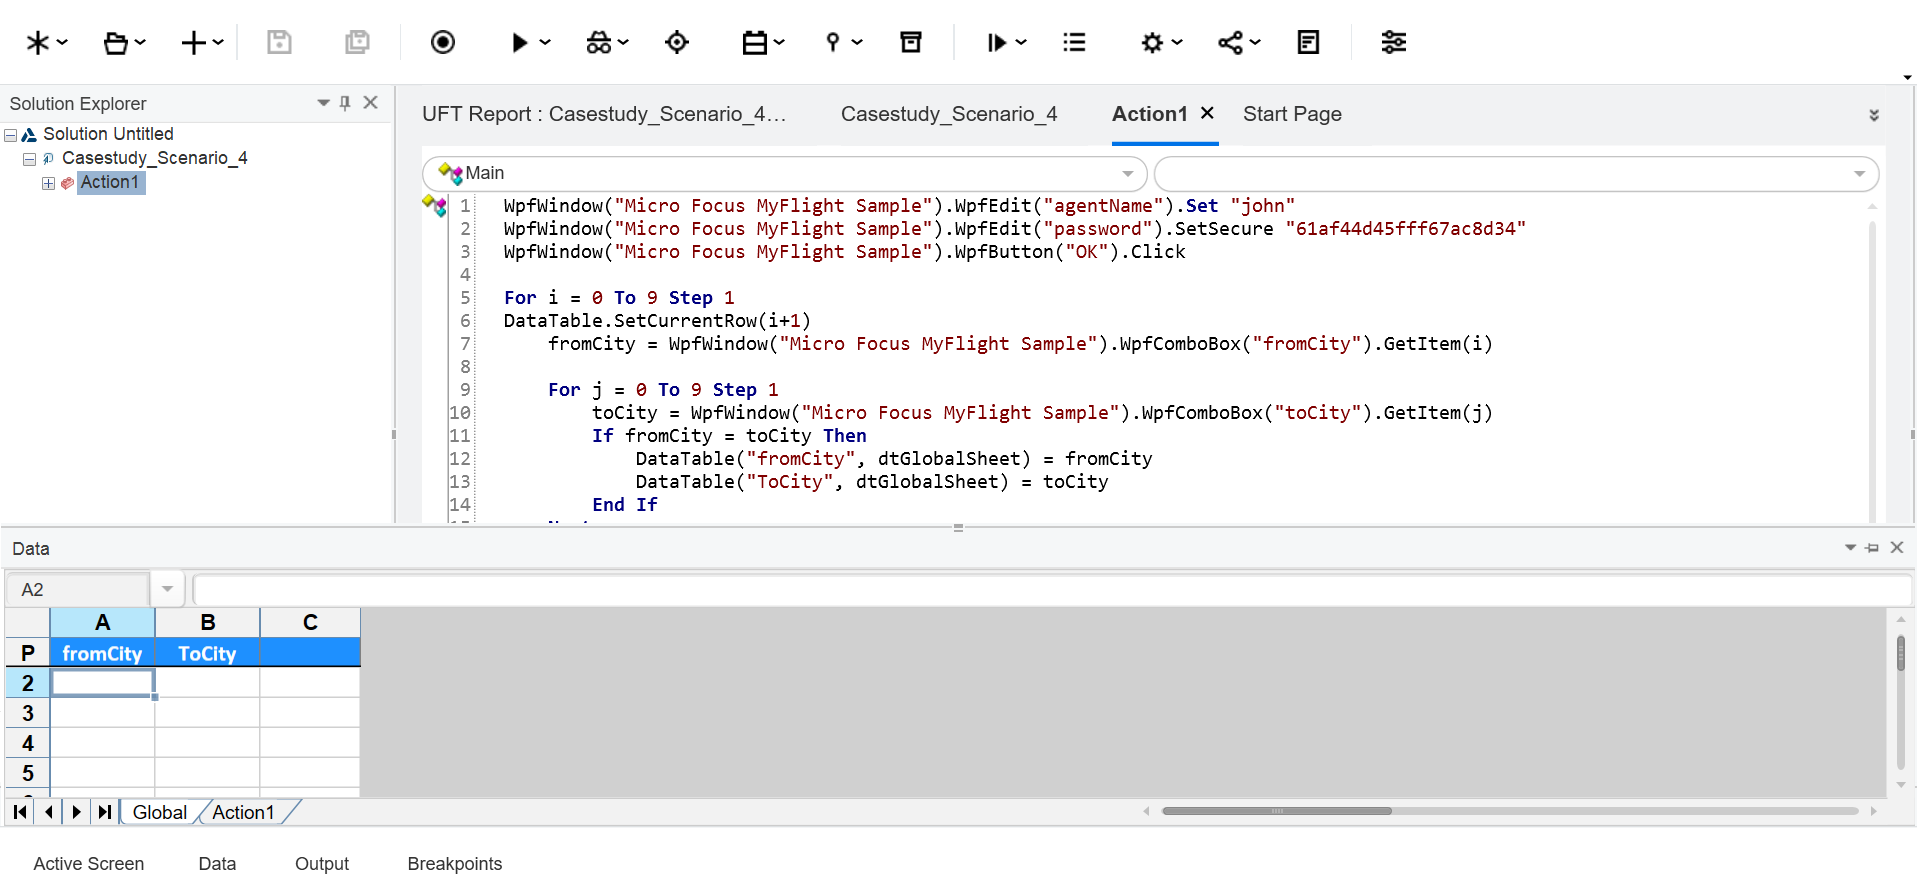 Solution Explorer
Solution Untitled
Casestudy_Scenario_4
Action1
UFT Report : Casestudy_Scenario_4...
Casestudy_Scenario_4
Action1
Start Page
Main
1 WpfWindow("Micro Focus MyFlight Sample").WpfEdit("agentName").Set "john"
2 WpfWindow("Micro Focus MyFlight Sample").WpfEdit("password").SetSecure "61af44d45fff67ac8d34"
3 WpfWindow("Micro Focus MyFlight Sample").WpfButton("OK").Click
4
5 For i = 0 To 9 Step 1
6 DataTable.SetCurrentRow(i+1)
7 fromCity = WpfWindow("Micro Focus MyFlight Sample").WpfComboBox("fromCity").GetItem(i)
8
9 For j = 0 To 9 Step 1
10 toCity = WpfWindow("Micro Focus MyFlight Sample").WpfComboBox("toCity").GetItem(j)
11 If fromCity = toCity Then
12 DataTable("fromCity", dtGlobalSheet) = fromCity
13 DataTable("ToCity", dtGlobalSheet) = toCity
14 End If
Data
A2
A B C
P fromCity ToCity
2
3
4
5
Global Action1
Active Screen Data Output Breakpoints